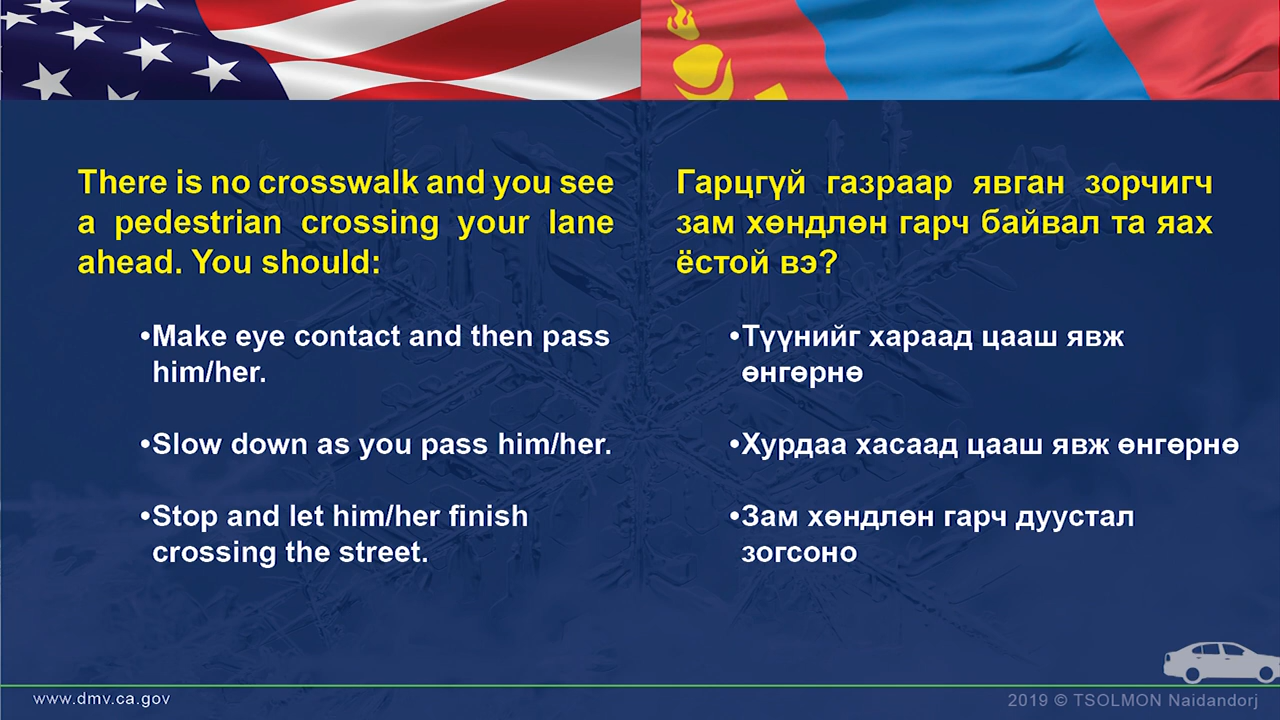 There is no crosswalk and you see
a pedestrian crossing your lane
ahead. You should:
•Make eye contact and then pass
him/her.
•Slow down as you pass him/her.
•Stop and let him/her finish
crossing the street.
Гарцгүй газраар явган зорчигч
зам хөндлөн гарч байвал та яах
ёстой вэ?
•Түүнийг хараад цааш явж
өнгөрнө
•Хурдаа хасаад цааш явж өнгөрнө
•Зам хөндлөн гарч дуустал
зогсоно
www.dmv.ca.gov
2019 © TSOLMON Naidandorj